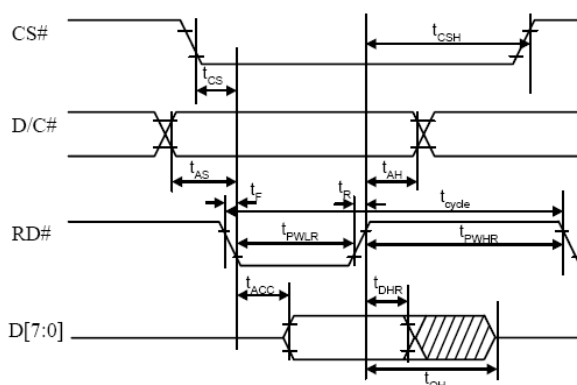 CS#
tCSH
tCS
D/C#
tAS
tAH
tF
tR
tcycle
RD#
tPWLR
tPWHR
tACC
tDHR
D[7:0]
tOH